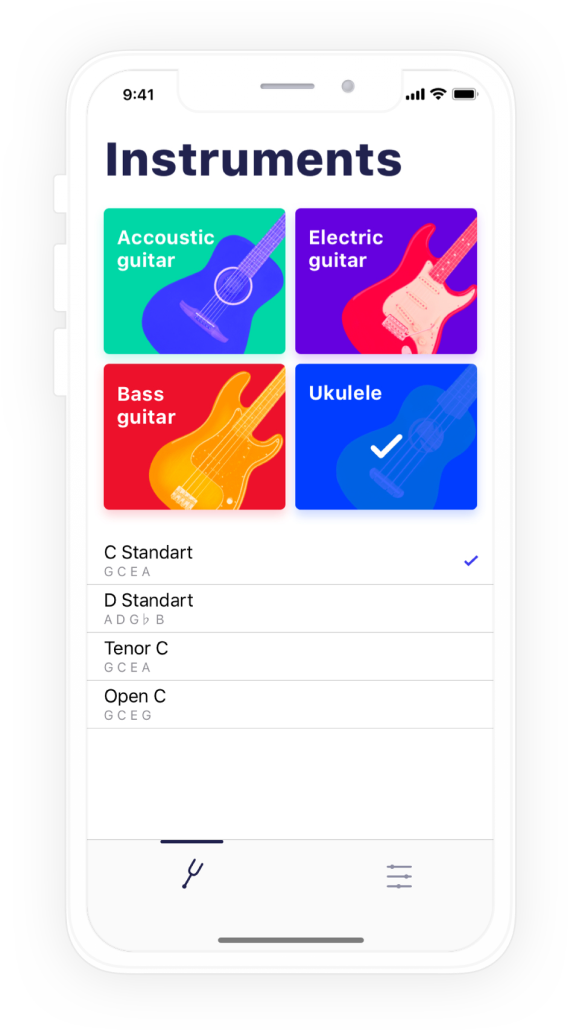 9:41
Instruments
Accoustic
guitar
Electric
guitar
Bass
guitar
Ukulele
C Standart
G C E A
D Standart
A D G♭ B
Tenor C
G C E A
Open C
G C E G